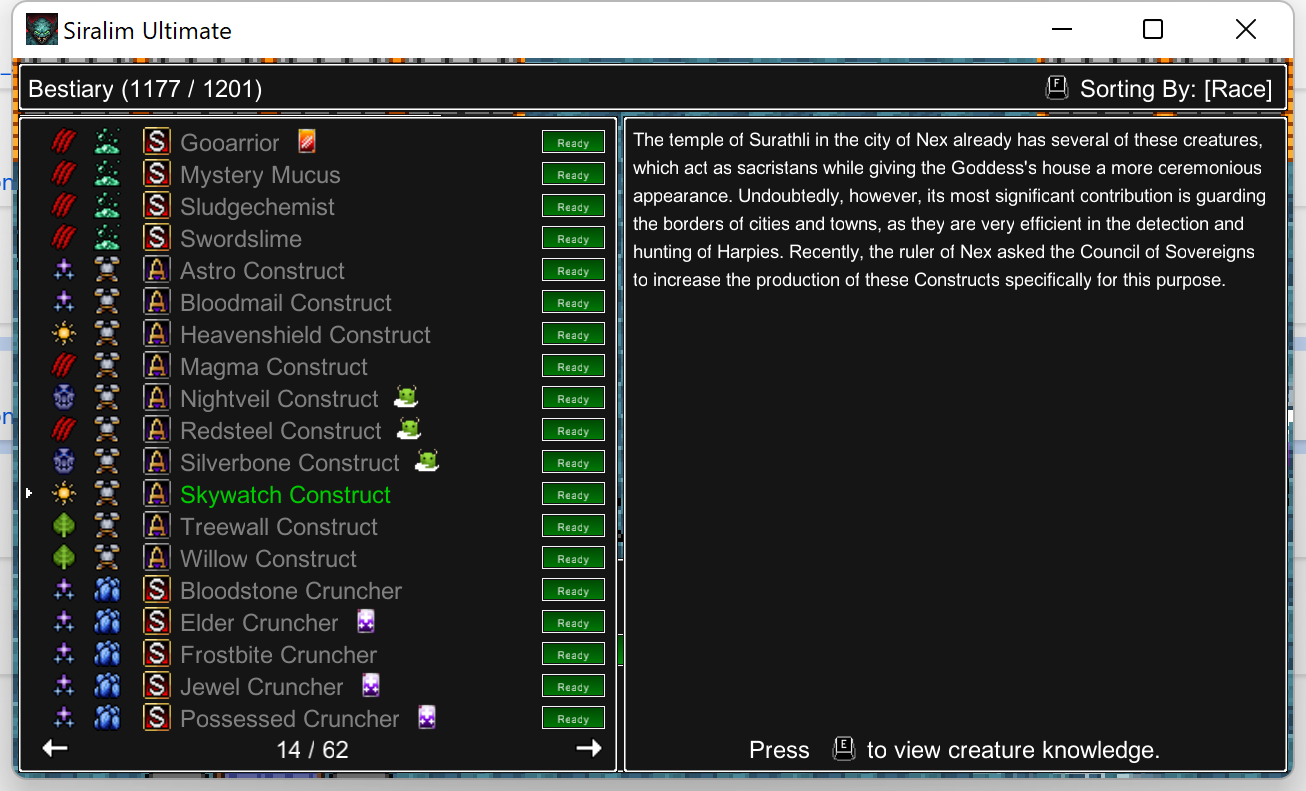 Siralim Ultimate
Bestiary (1177 / 1201)
F Sorting By: [Race]
S Gooarrior Ready
S Mystery Mucus Ready
S Sludgechemist Ready
S Swordslime Ready
A Astro Construct Ready
A Bloodmail Construct Ready
A Heavenshield Construct Ready
A Magma Construct Ready
A Nightveil Construct Ready
A Redsteel Construct Ready
A Silverbone Construct Ready
A Skywatch Construct Ready
A Treewall Construct Ready
A Willow Construct Ready
S Bloodstone Cruncher Ready
S Elder Cruncher Ready
S Frostbite Cruncher Ready
S Jewel Cruncher Ready
S Possessed Cruncher Ready
14 / 62
The temple of Surathli in the city of Nex already has several of these creatures,
which act as sacristans while giving the Goddess's house a more ceremonious
appearance. Undoubtedly, however, its most significant contribution is guarding
the borders of cities and towns, as they are very efficient in the detection and
hunting of Harpies. Recently, the ruler of Nex asked the Council of Sovereigns
to increase the production of these Constructs specifically for this purpose.
Press E to view creature knowledge.